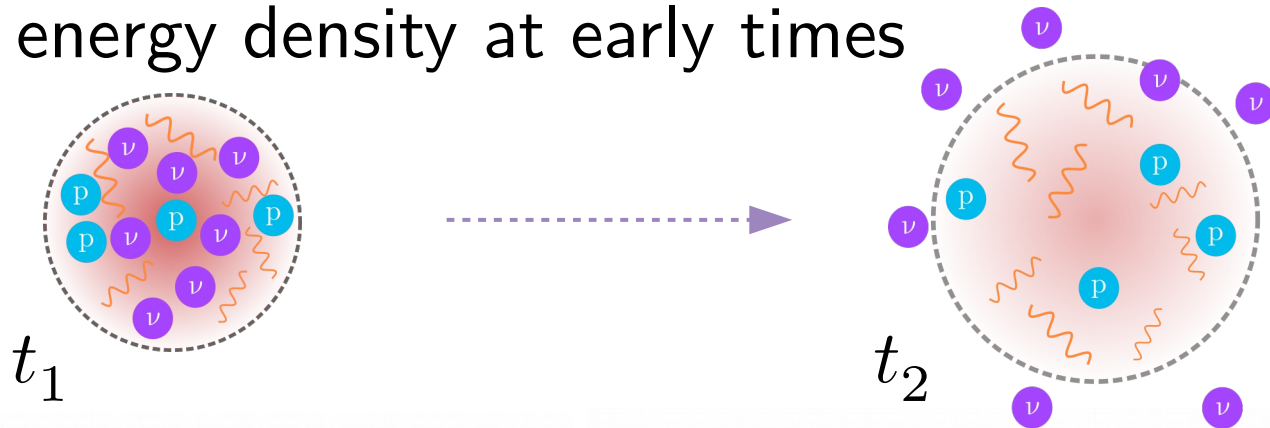 energy density at early times
ν ν ν
p ν
p p p
p ν ν
ν
ν
t1
ν
ν ν ν
p
p
ν p
p
t2
ν ν